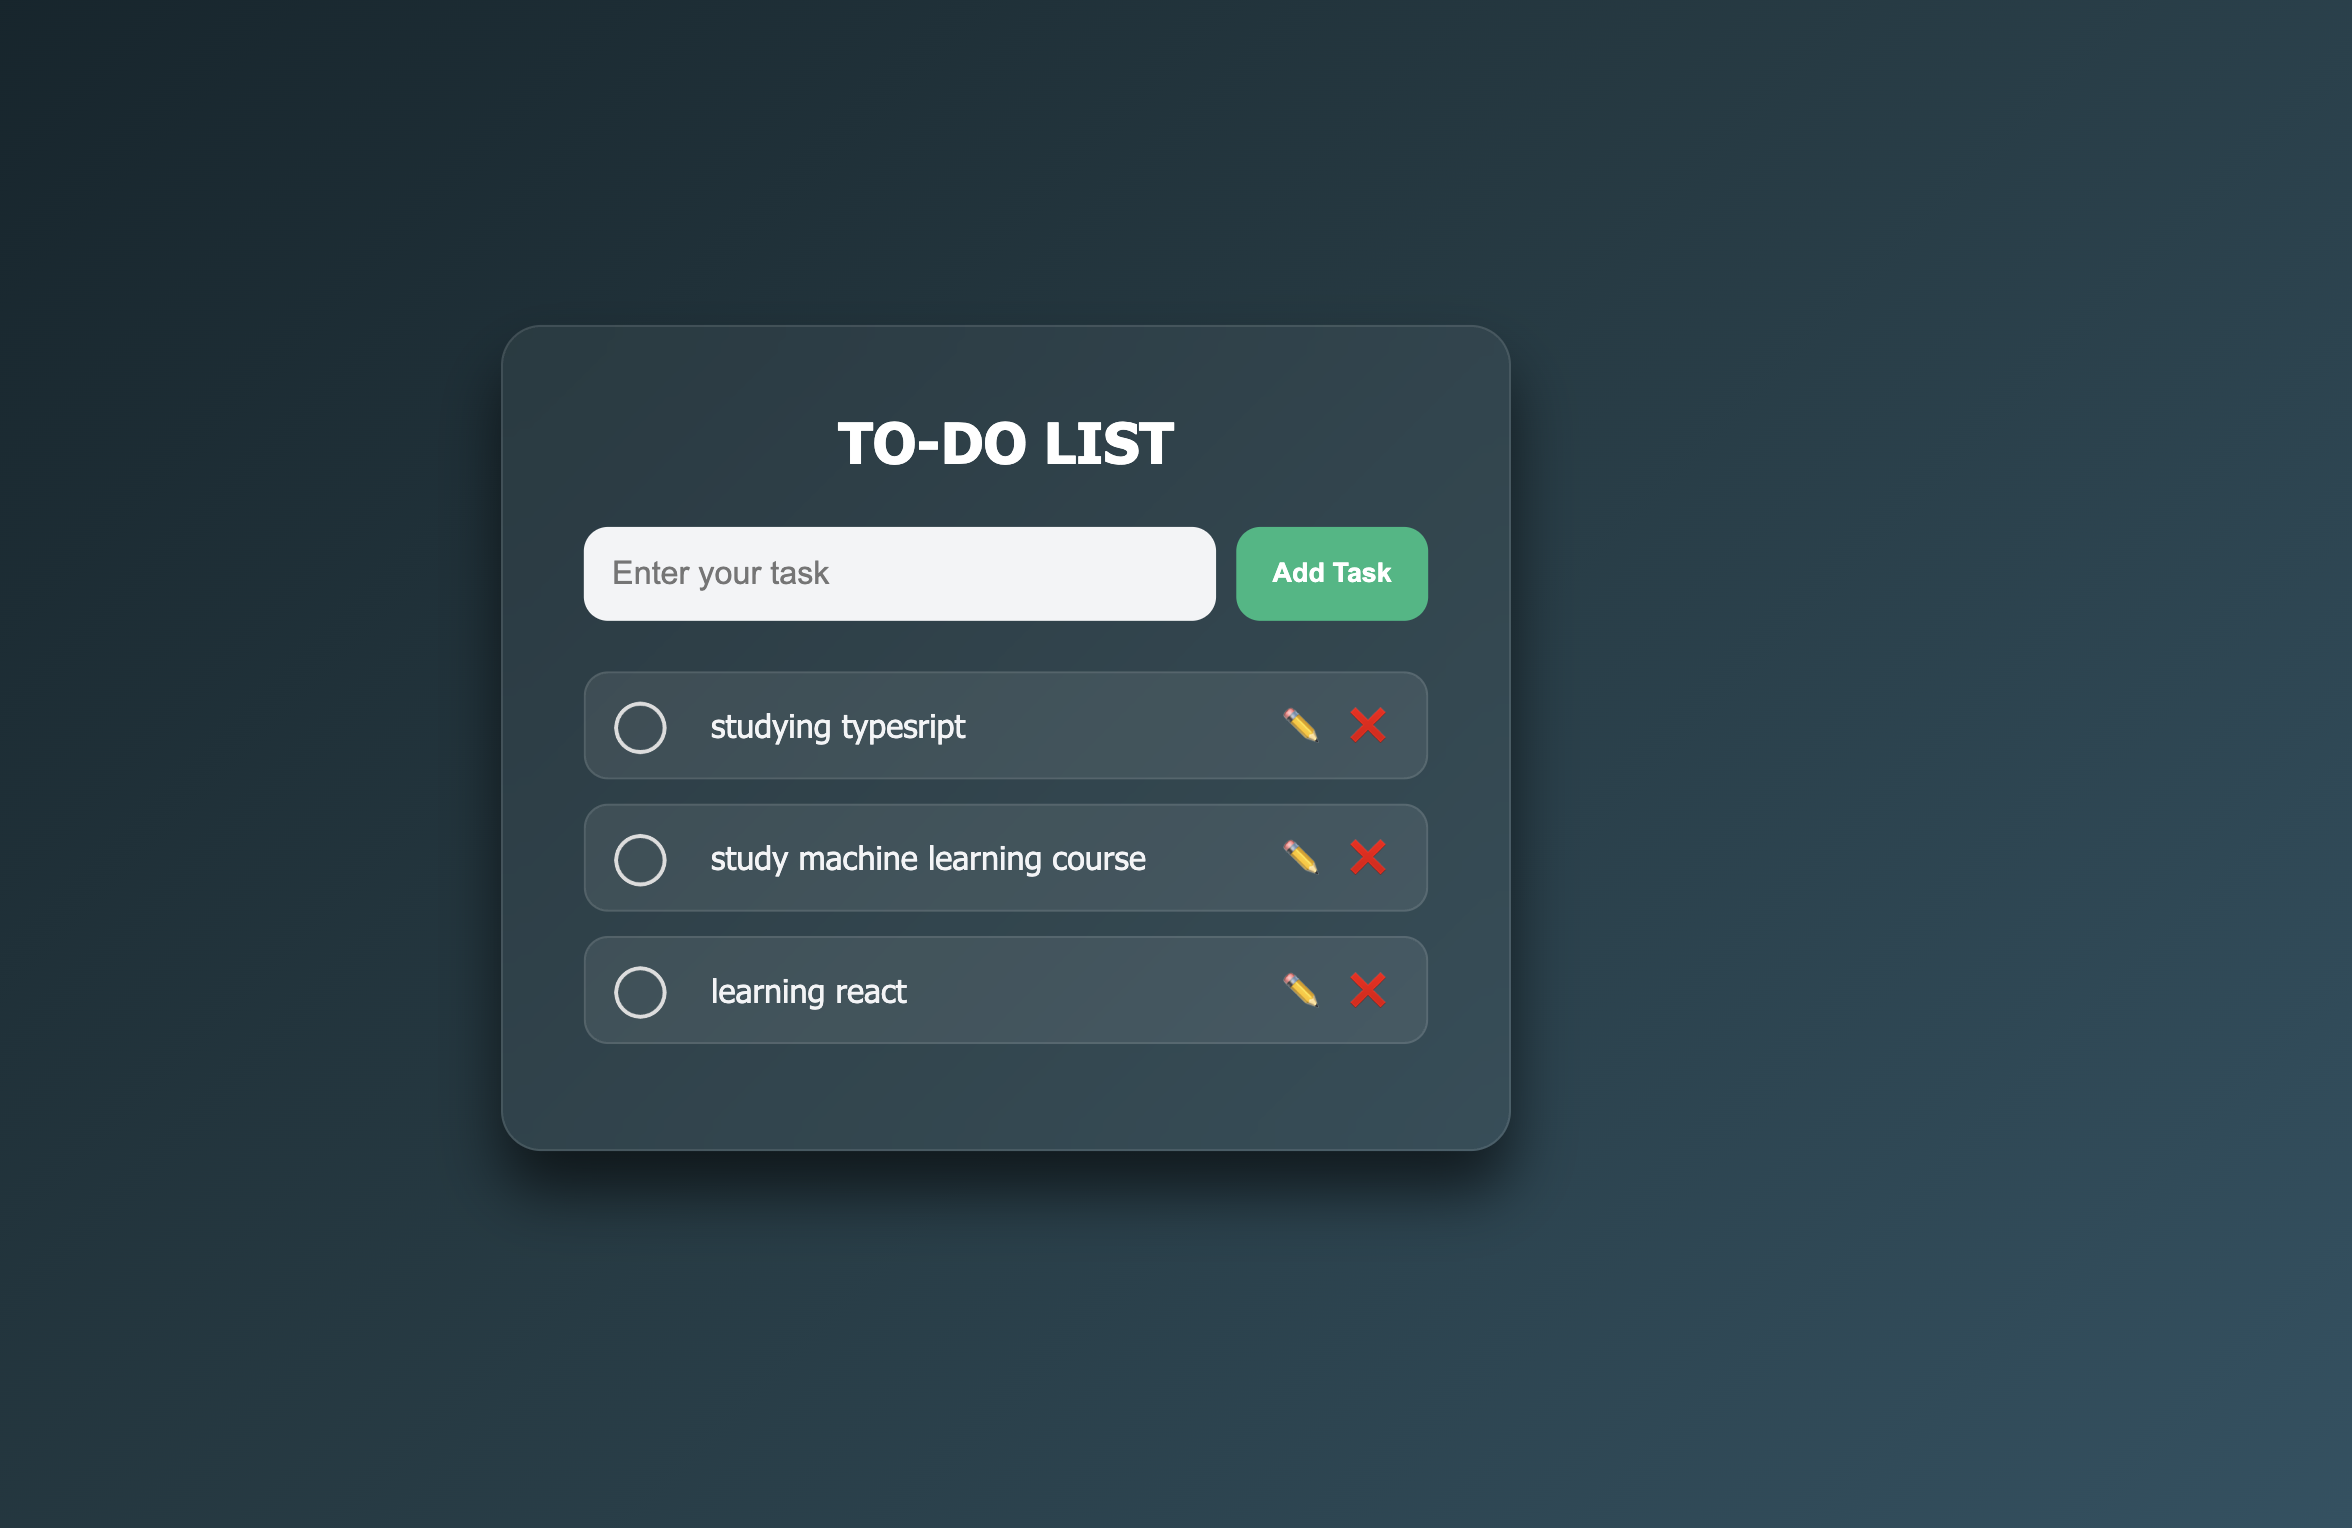 TO-DO LIST
Enter your task
Add Task
studying typesript
study machine learning course
learning react